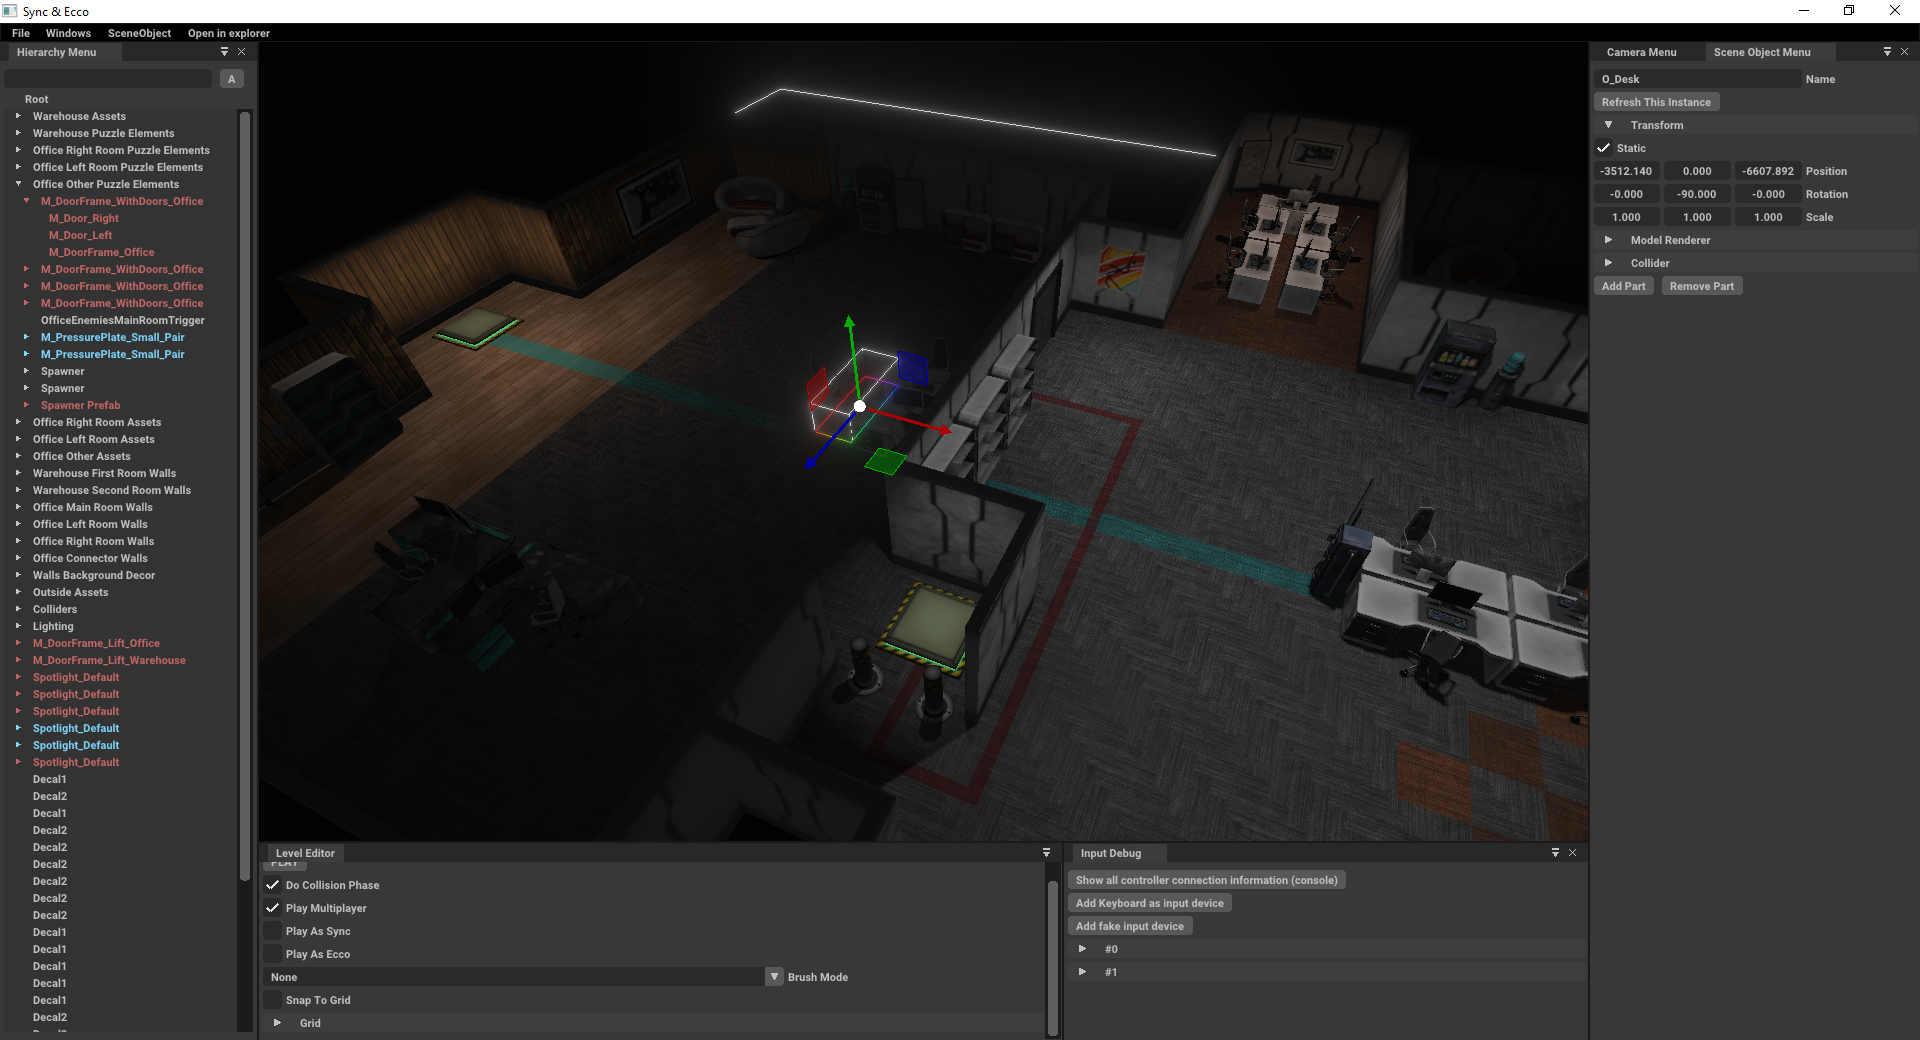 Sync & Ecco
File Windows SceneObject Open in explorer
Hierarchy Menu
A
Root
Warehouse Assets
Warehouse Puzzle Elements
Office Right Room Puzzle Elements
Office Left Room Puzzle Elements
Office Other Puzzle Elements
M_DoorFrame_WithDoors_Office
M_Door_Right
M_Door_Left
M_DoorFrame_Office
M_DoorFrame_WithDoors_Office
M_DoorFrame_WithDoors_Office
M_DoorFrame_WithDoors_Office
OfficeEnemiesMainRoomTrigger
M_PressurePlate_Small_Pair
M_PressurePlate_Small_Pair
Spawner
Spawner
Spawner Prefab
Office Right Room Assets
Office Left Room Assets
Office Other Assets
Warehouse First Room Walls
Warehouse Second Room Walls
Office Main Room Walls
Office Left Room Walls
Office Right Room Walls
Office Connector Walls
Walls Background Decor
Outside Assets
Colliders
Lighting
M_DoorFrame_Lift_Office
M_DoorFrame_Lift_Warehouse
Spotlight_Default
Spotlight_Default
Spotlight_Default
Spotlight_Default
Spotlight_Default
Spotlight_Default
Decal1
Decal2
Decal1
Decal2
Decal2
Decal2
Decal2
Decal2
Decal2
Decal1
Decal1
Decal1
Decal1
Decal1
Decal2
Level Editor
PLAY
Do Collision Phase
Play Multiplayer
Play As Sync
Play As Ecco
None Brush Mode
Snap To Grid
Grid
Input Debug
Show all controller connection information (console)
Add Keyboard as input device
Add fake input device
#0
#1
Camera Menu Scene Object Menu
O_Desk Name
Refresh This Instance
Transform
Static
-3512.140 0.000 -6607.892 Position
-0.000 -90.000 -0.000 Rotation
1.000 1.000 1.000 Scale
Model Renderer
Collider
Add Part Remove Part